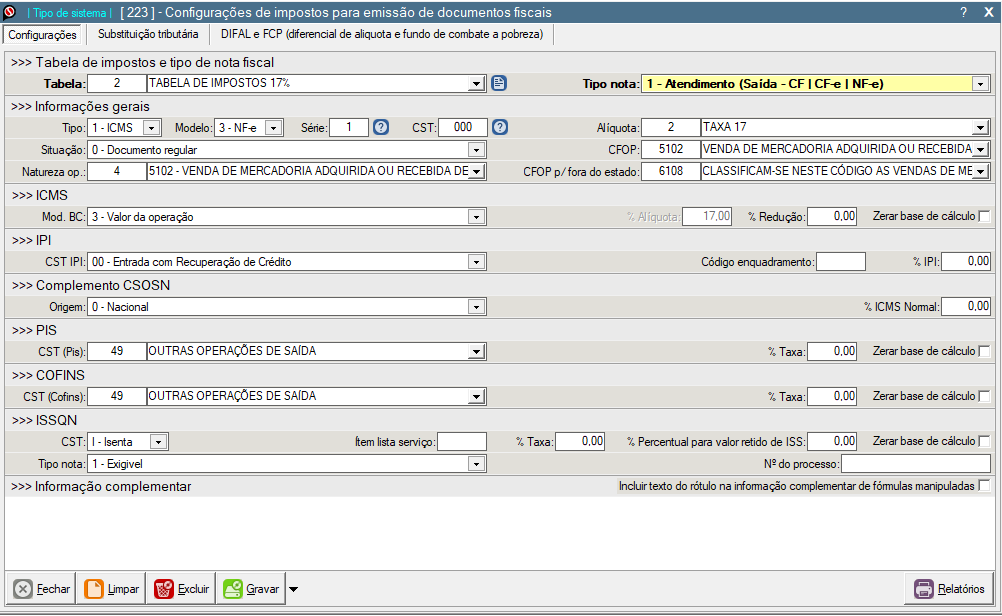 | Tipo de sistema | [ 223 ] - Configurações de impostos para emissão de documentos fiscais ? X
Configurações Substituição tributária DIFAL e FCP (diferencial de aliquota e fundo de combate a pobreza)
>>> Tabela de impostos e tipo de nota fiscal
Tabela: 2 TABELA DE IMPOSTOS 17% Tipo nota: 1 - Atendimento (Saída - CF | CF-e | NF-e)
>>> Informações gerais
Tipo: 1 - ICMS Modelo: 3 - NF-e Série: 1 ? CST: 000 ? Alíquota: 2 TAXA 17
Situação: 0 - Documento regular CFOP: 5102 VENDA DE MERCADORIA ADQUIRIDA OU RECEBIDA
Natureza op.: 4 5102 - VENDA DE MERCADORIA ADQUIRIDA OU RECEBIDA DE CFOP p/ fora do estado: 6108 CLASSIFICAM-SE NESTE CÓDIGO AS VENDAS DE ME
>>> ICMS
Mod. BC: 3 - Valor da operação % Alíquota: 17,00 % Redução: 0,00 Zerar base de cálculo
>>> IPI
CST IPI: 00 - Entrada com Recuperação de Crédito Código enquadramento: % IPI: 0,00
>>> Complemento CSOSN
Origem: 0 - Nacional % ICMS Normal: 0,00
>>> PIS
CST (Pis): 49 OUTRAS OPERAÇÕES DE SAÍDA % Taxa: 0,00 Zerar base de cálculo
>>> COFINS
CST (Cofins): 49 OUTRAS OPERAÇÕES DE SAÍDA % Taxa: 0,00 Zerar base de cálculo
>>> ISSQN
CST: I - Isenta Ítem lista serviço: % Taxa: 0,00 % Percentual para valor retido de ISS: 0,00 Zerar base de cálculo
Tipo nota: 1 - Exigivel Nº do processo:
>>> Informação complementar Incluir texto do rótulo na informação complementar de fórmulas manipuladas
Fechar Limpar Excluir Gravar Relatórios